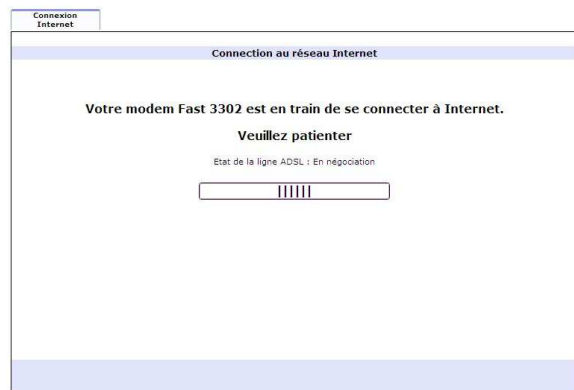 Connexion
Internet
Connection au réseau Internet
Votre modem Fast 3302 est en train de se connecter à Internet.
Veuillez patienter
Etat de la ligne ADSL : En négociation